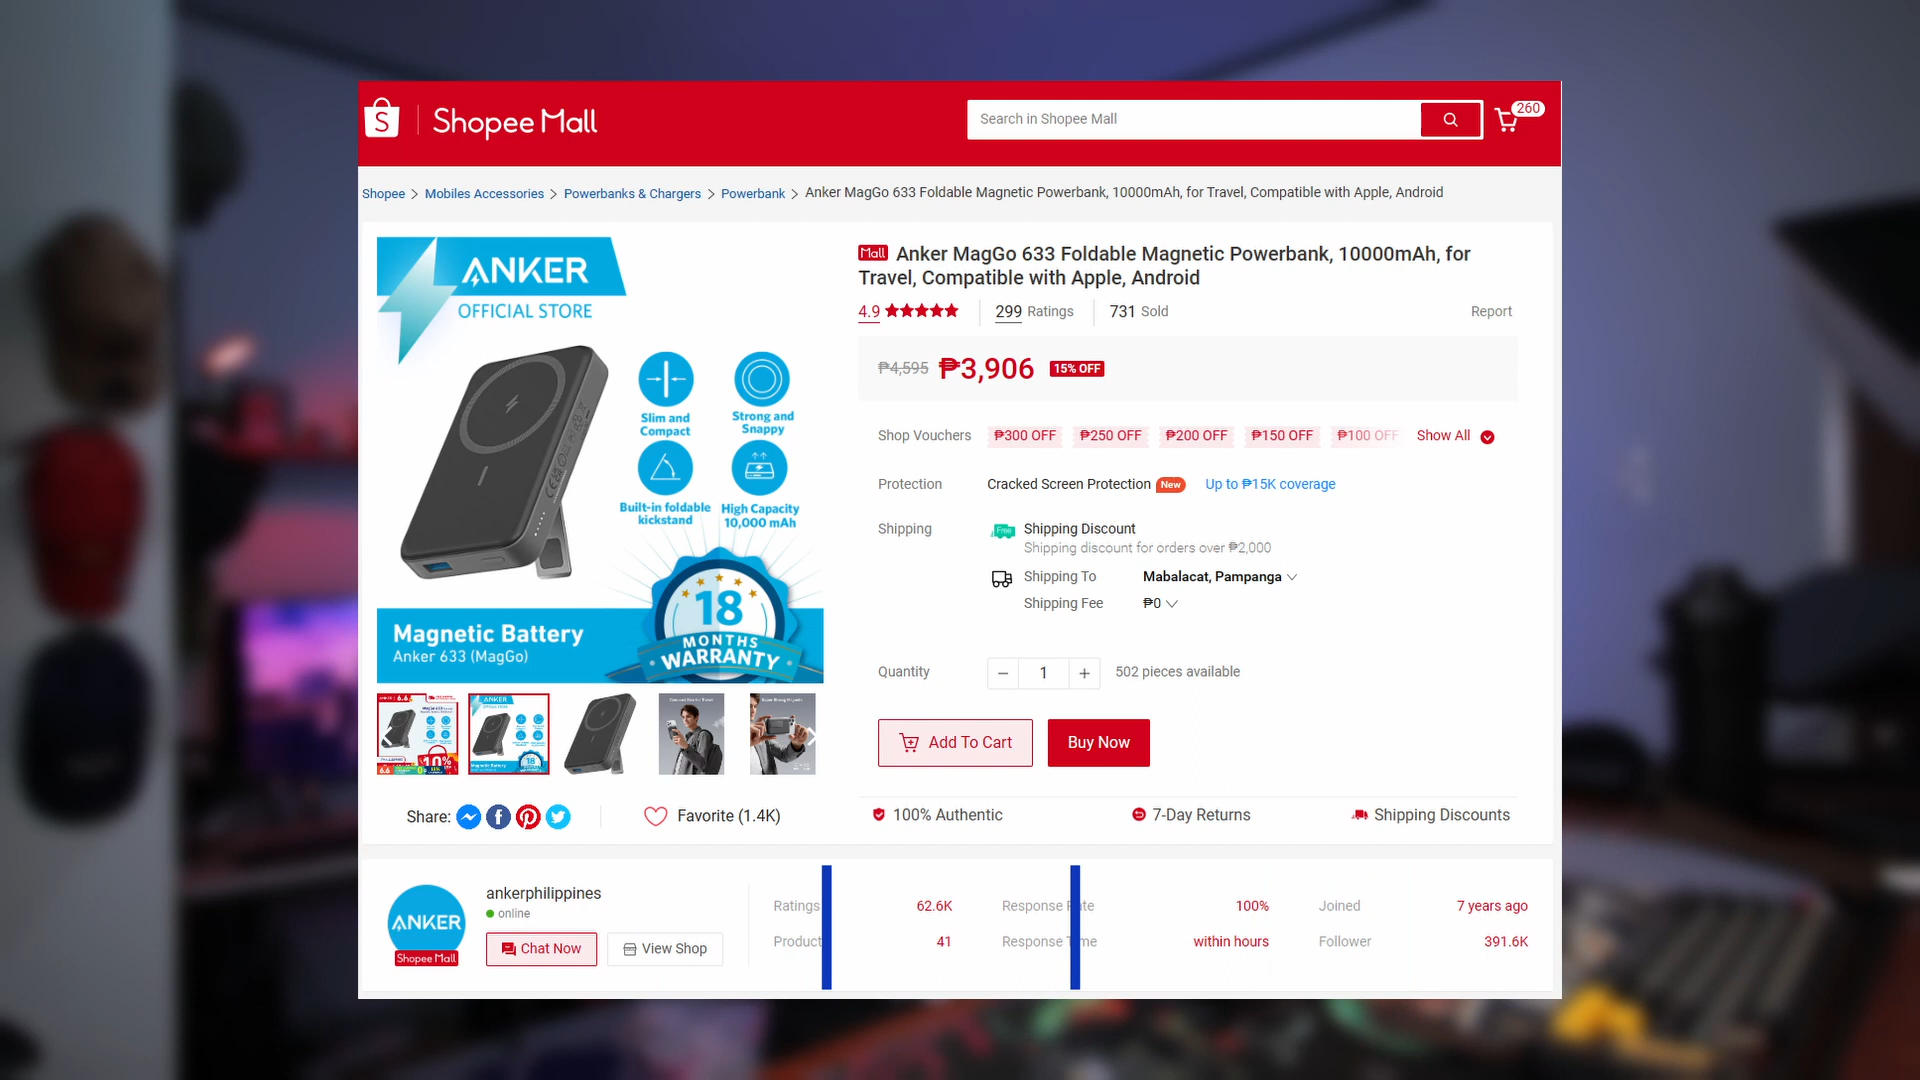 Shopee Mall
Search in Shopee Mall
260
Shopee > Mobiles Accessories > Powerbanks & Chargers > Powerbank > Anker MagGo 633 Foldable Magnetic Powerbank, 10000mAh, for Travel, Compatible with Apple, Android
ANKER
OFFICIAL STORE
Slim and
Compact
Strong and
Snappy
Built-in foldable
kickstand
High Capacity
10,000 mAh
18
MONTHS
WARRANTY
Magnetic Battery
Anker 633 (MagGo)
Mall Anker MagGo 633 Foldable Magnetic Powerbank, 10000mAh, for
Travel, Compatible with Apple, Android
4.9 299 Ratings 731 Sold Report
₱4,595 ₱3,906 15% OFF
Shop Vouchers ₱300 OFF ₱250 OFF ₱200 OFF ₱150 OFF ₱100 OFF Show All
Protection Cracked Screen Protection New Up to ₱15K coverage
Shipping Free Shipping Discount
Shipping discount for orders over ₱2,000
Shipping To Mabalacat, Pampanga
Shipping Fee ₱0
Quantity − 1 + 502 pieces available
Add To Cart Buy Now
Share: Favorite (1.4K)
100% Authentic 7-Day Returns Shipping Discounts
ANKER
Shopee Mall
ankerphilippines
online
Chat Now View Shop
Ratings 62.6K Response Rate 100% Joined 7 years ago
Product 41 Response Time within hours Follower 391.6K